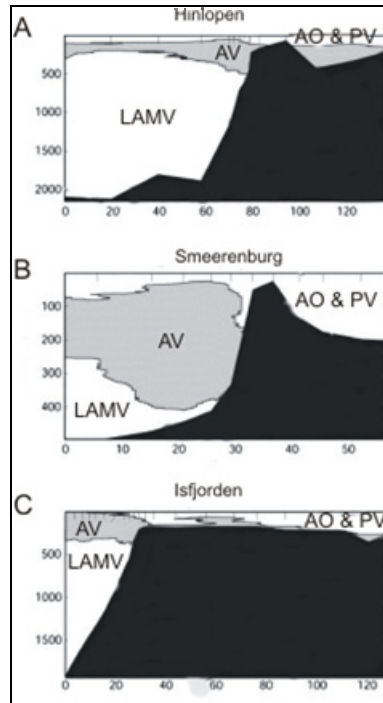 Hinlopen
A
AV
AO & PV
500
LAMV
1000
1500
2000
0 20 40 60 80 100 120
Smeerenburg
B
AO & PV
100
200
AV
300
LAMV
400
0 10 20 30 40 50
Isfjorden
C
AV
AO & PV
500
LAMV
1000
1500
0 20 40 60 80 100 120